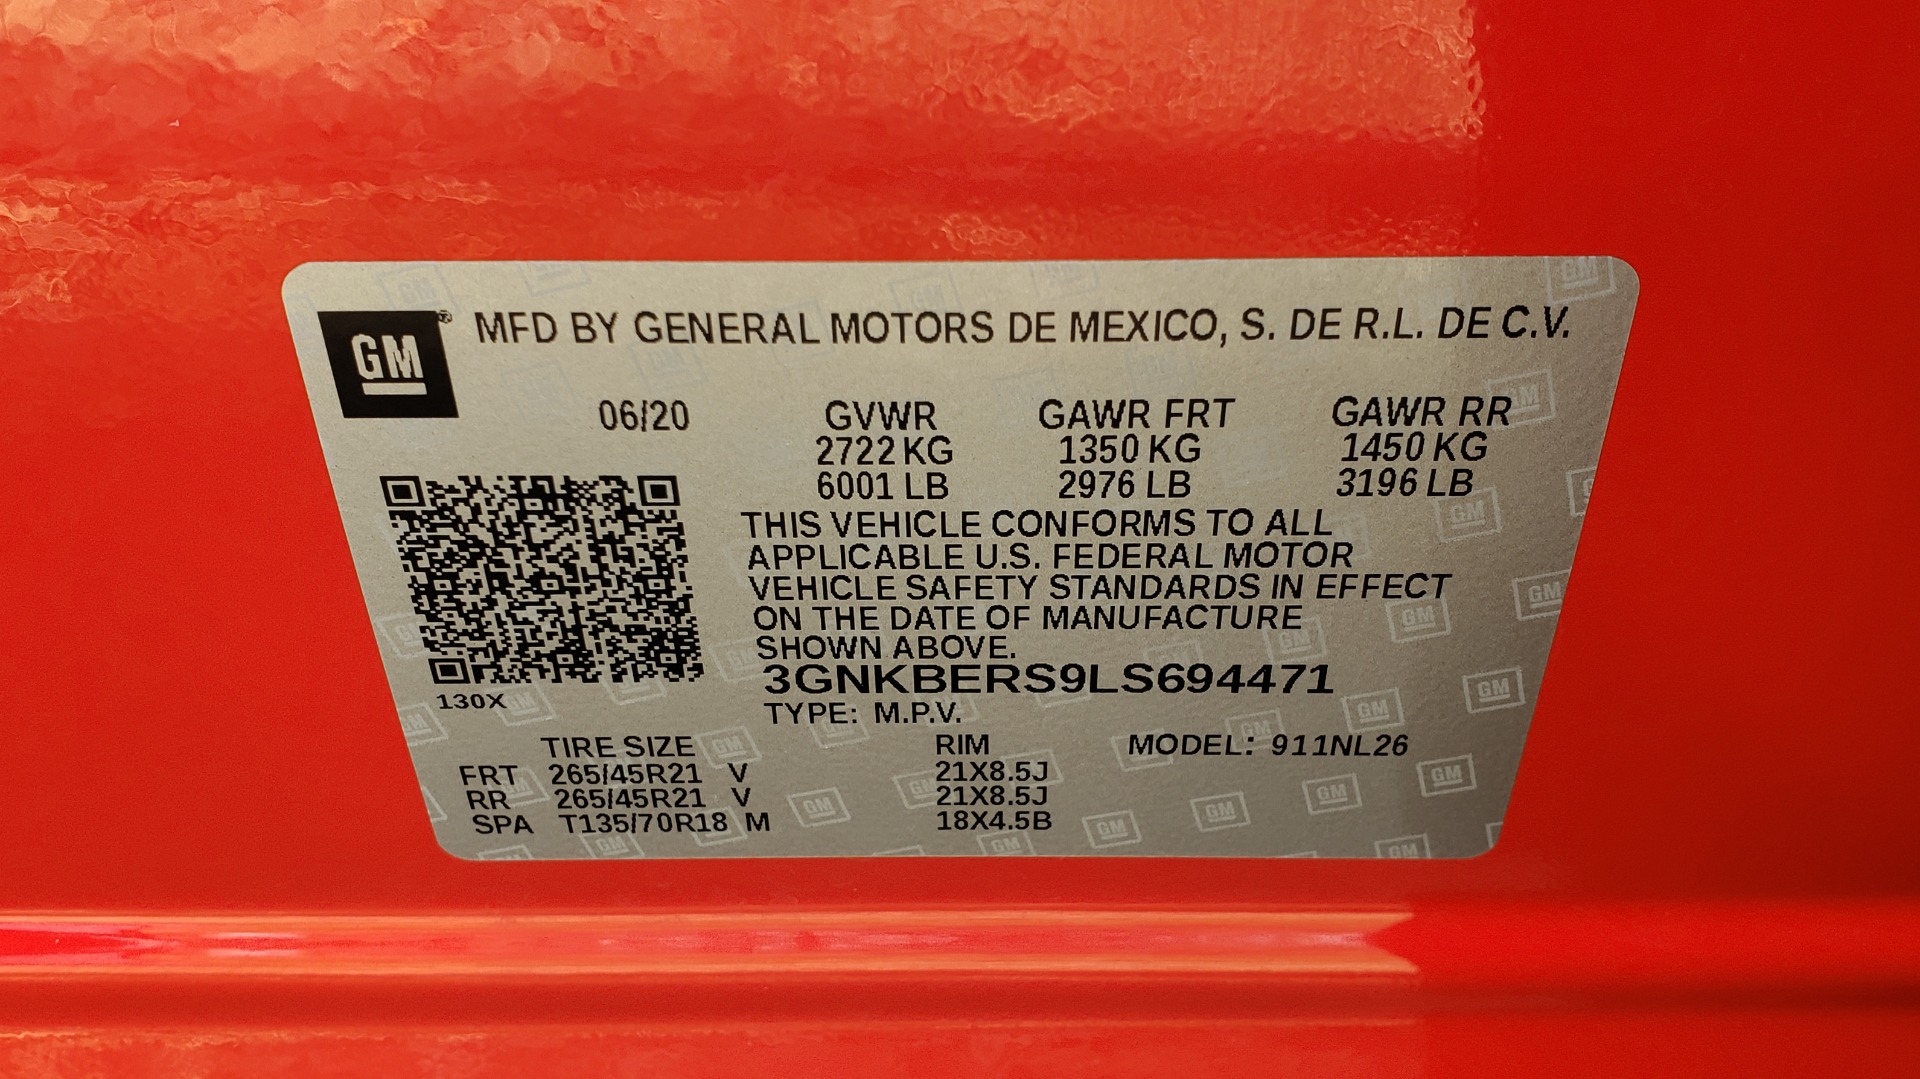 GM® MFD BY GENERAL MOTORS DE MEXICO, S. DE R.L. DE C.V.
06/20 GVWR GAWR FRT GAWR RR
2722 KG 1350 KG 1450 KG
6001 LB 2976 LB 3196 LB
THIS VEHICLE CONFORMS TO ALL
APPLICABLE U.S. FEDERAL MOTOR
VEHICLE SAFETY STANDARDS IN EFFECT
ON THE DATE OF MANUFACTURE
SHOWN ABOVE.
3GNKBERS9LS694471
130X
TYPE: M.P.V.
TIRE SIZE RIM MODEL: 911NL26
FRT 265/45R21 V 21X8.5J
RR 265/45R21 V 21X8.5J
SPA T135/70R18 M 18X4.5B